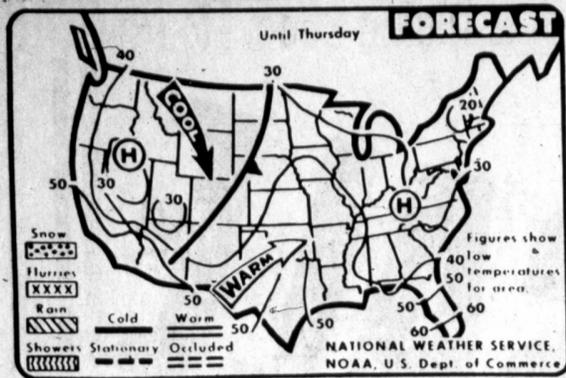 FORECAST
Until Thursday
40
30
COOL
20
H
30
30
30
50
H
Snow
Flurries
Rain
Showers
Cold
Warm
Stationary
Occluded
WARM
50
50
50
Figures show
low
temperatures
for area.
40
50
50
60
60
NATIONAL WEATHER SERVICE,
NOAA, U.S. Dept. of Commerce